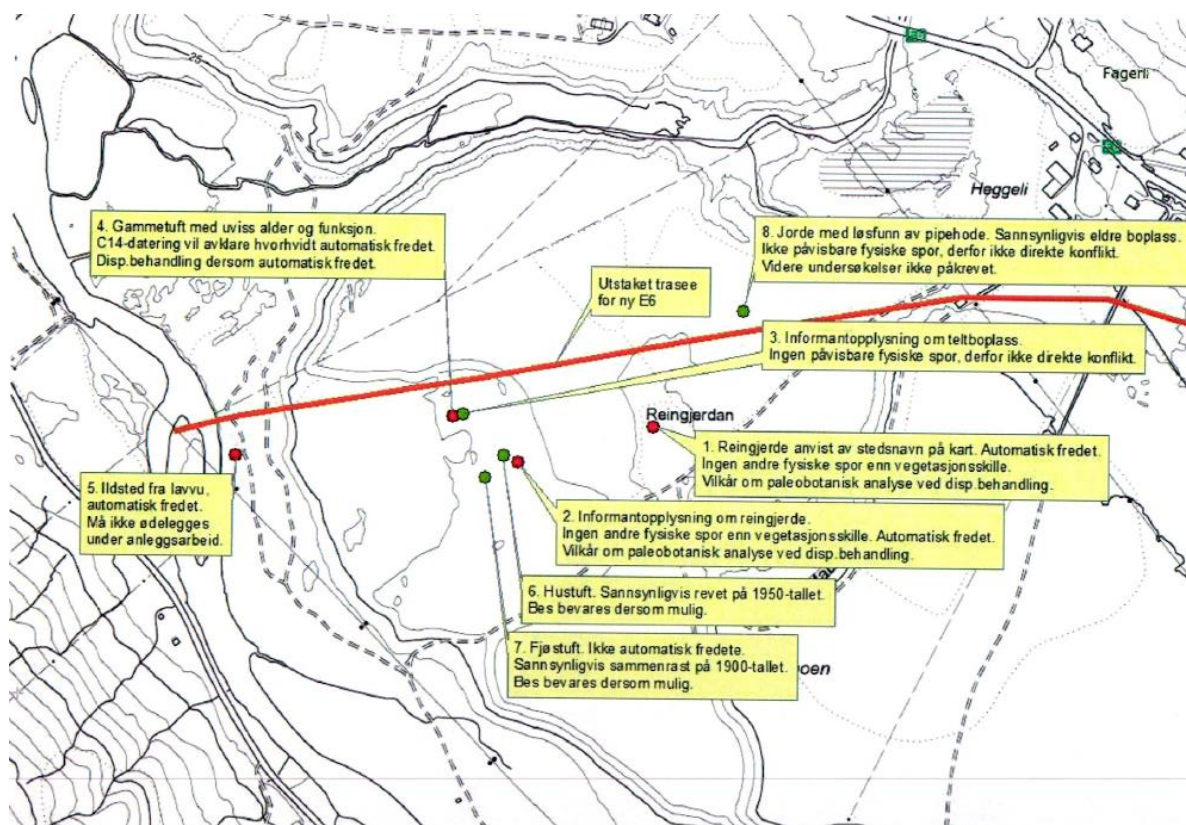 25
Fagerli
Heggeli
4. Gammetuft med uviss alder og funksjon.
C14-datering vil avklare hvorhvidt automatisk fredet.
Disp.behandling dersom automatisk fredet.
8. Jorde med løsfunn av pipehode. Sannsynligvis eldre boplass.
Ikke påvisbare fysiske spor, derfor ikke direkte konflikt.
Videre undersøkelser ikke påkrevet.
Utstaket trasee
for ny E6
3. Informantopplysning om teltboplass.
Ingen påvisbare fysiske spor, derfor ikke direkte konflikt.
Reingjerdan
1. Reingjerde anvist av stedsnavn på kart. Automatisk fredet.
Ingen andre fysiske spor enn vegetasjonsskille.
Vilkår om paleobotanisk analyse ved disp.behandling.
5. Ildsted fra lavvu,
automatisk fredet.
Må ikke ødelegges
under anleggsarbeid.
2. Informantopplysning om reingjerde.
Ingen andre fysiske spor enn vegetasjonsskille. Automatisk fredet.
Vilkår om paleobotanisk analyse ved disp.behandling.
6. Hustuft. Sannsynligvis revet på 1950-tallet.
Bes bevares dersom mulig.
7. Fjøstuft. Ikke automatisk fredete.
Sannsynligvis sammenrast på 1900-tallet.
Bes bevares dersom mulig.
oen